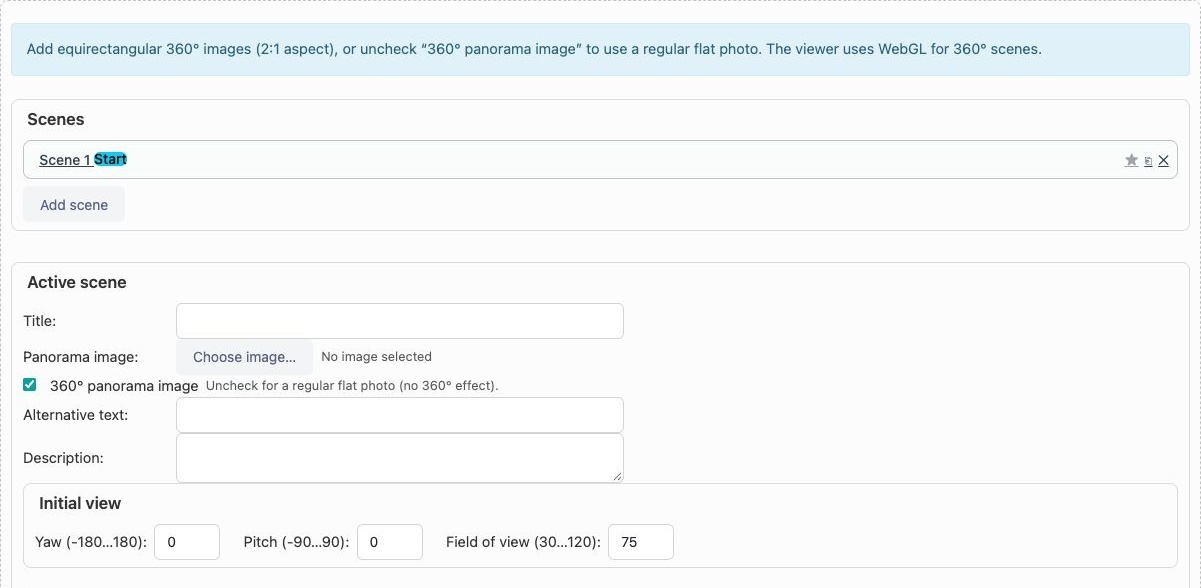 Add equirectangular 360° images (2:1 aspect), or uncheck “360° panorama image” to use a regular flat photo. The viewer uses WebGL for 360° scenes.
Scenes
Scene 1 Start
Add scene
Active scene
Title:
Panorama image: Choose image... No image selected
360° panorama image Uncheck for a regular flat photo (no 360° effect).
Alternative text:
Description:
Initial view
Yaw (-180...180): 0 Pitch (-90...90): 0 Field of view (30...120): 75